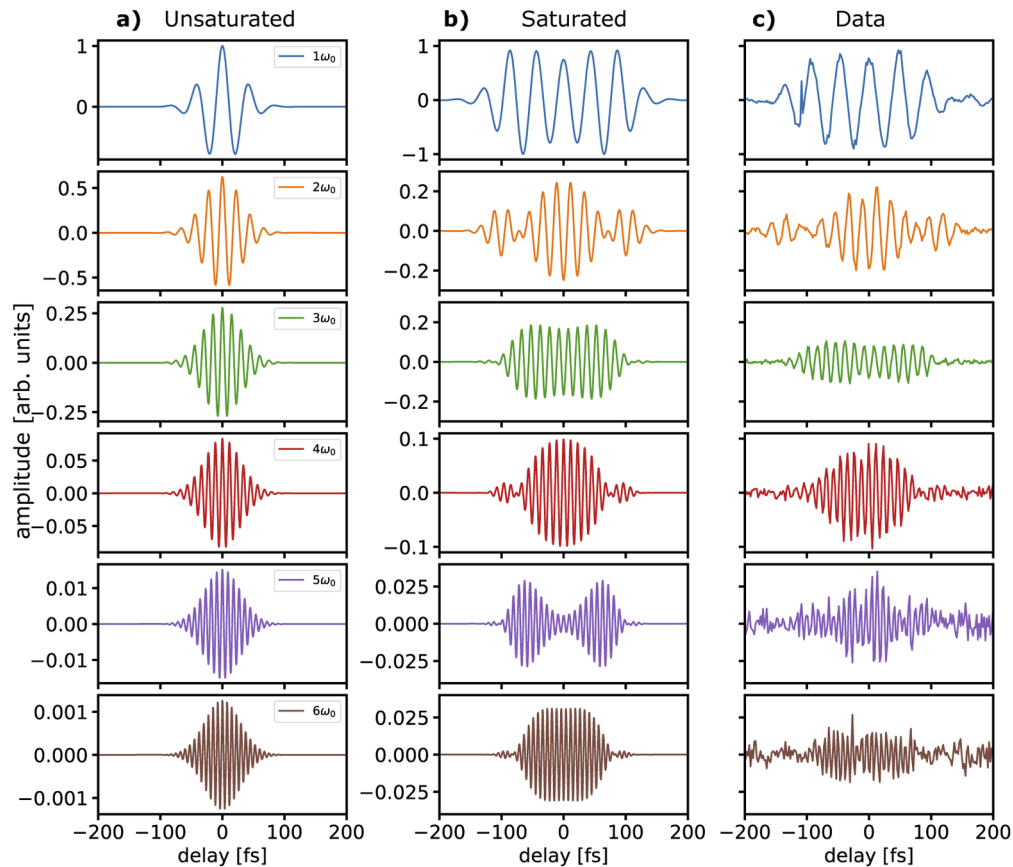 a) Unsaturated b) Saturated c) Data
1 1
1ω₀
0 0
−1
0.5 0.2
2ω₀
0.0 0.0
−0.5 −0.2
0.25 0.2
3ω₀
0.00 0.0
−0.25 −0.2
amplitude [arb. units]
0.05 0.1
4ω₀
0.00 0.0
−0.05 −0.1
0.01 0.025
5ω₀
0.00 0.000
−0.01 −0.025
0.001 0.025
6ω₀
0.000 0.000
−0.001 −0.025
−200 −100 0 100 200 −200 −100 0 100 200 −200 −100 0 100 200
delay [fs] delay [fs] delay [fs]